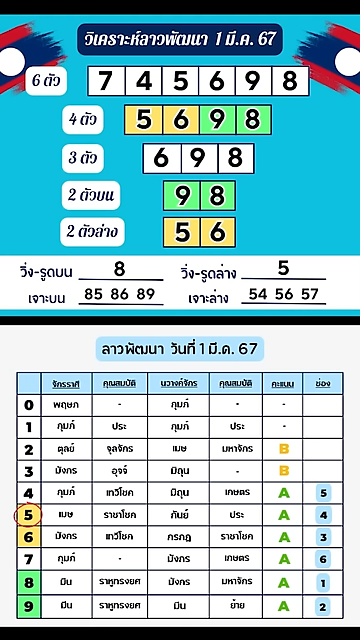 วิเคราะห์ลาวพัฒนา 1 มี.ค. 67
6 ตัว 7 4 5 6 9 8
4 ตัว 5 6 9 8
3 ตัว 6 9 8
2 ตัวบน 9 8
2 ตัวล่าง 5 6
วิ่ง-รูดบน 8 วิ่ง-รูดล่าง 5
เจาะบน 85 86 89 เจาะล่าง 54 56 57
ลาวพัฒนา วันที่ 1 มี.ค. 67
จักรราศี คุณสมบัติ นวางค์จักร คุณสมบัติ คะแนน ช่อง
0 พฤษภ - กุมภ์ - -
1 กุมภ์ ประ กุมภ์ ประ -
2 ตุลย์ จุลจักร เมษ มหาจักร B
3 มังกร อุจจ์ มิถุน - B
4 กุมภ์ เทวีโชค มิถุน เกษตร A 5
5 เมษ ราชาโชค กันย์ ประ A 4
6 มังกร เทวีโชค กรกฎ ราชาโชค A 3
7 กุมภ์ - มังกร เกษตร A 6
8 มีน ราหูทรงยศ มังกร มหาจักร A 1
9 มีน ราหูทรงยศ มีน ย้าย A 2